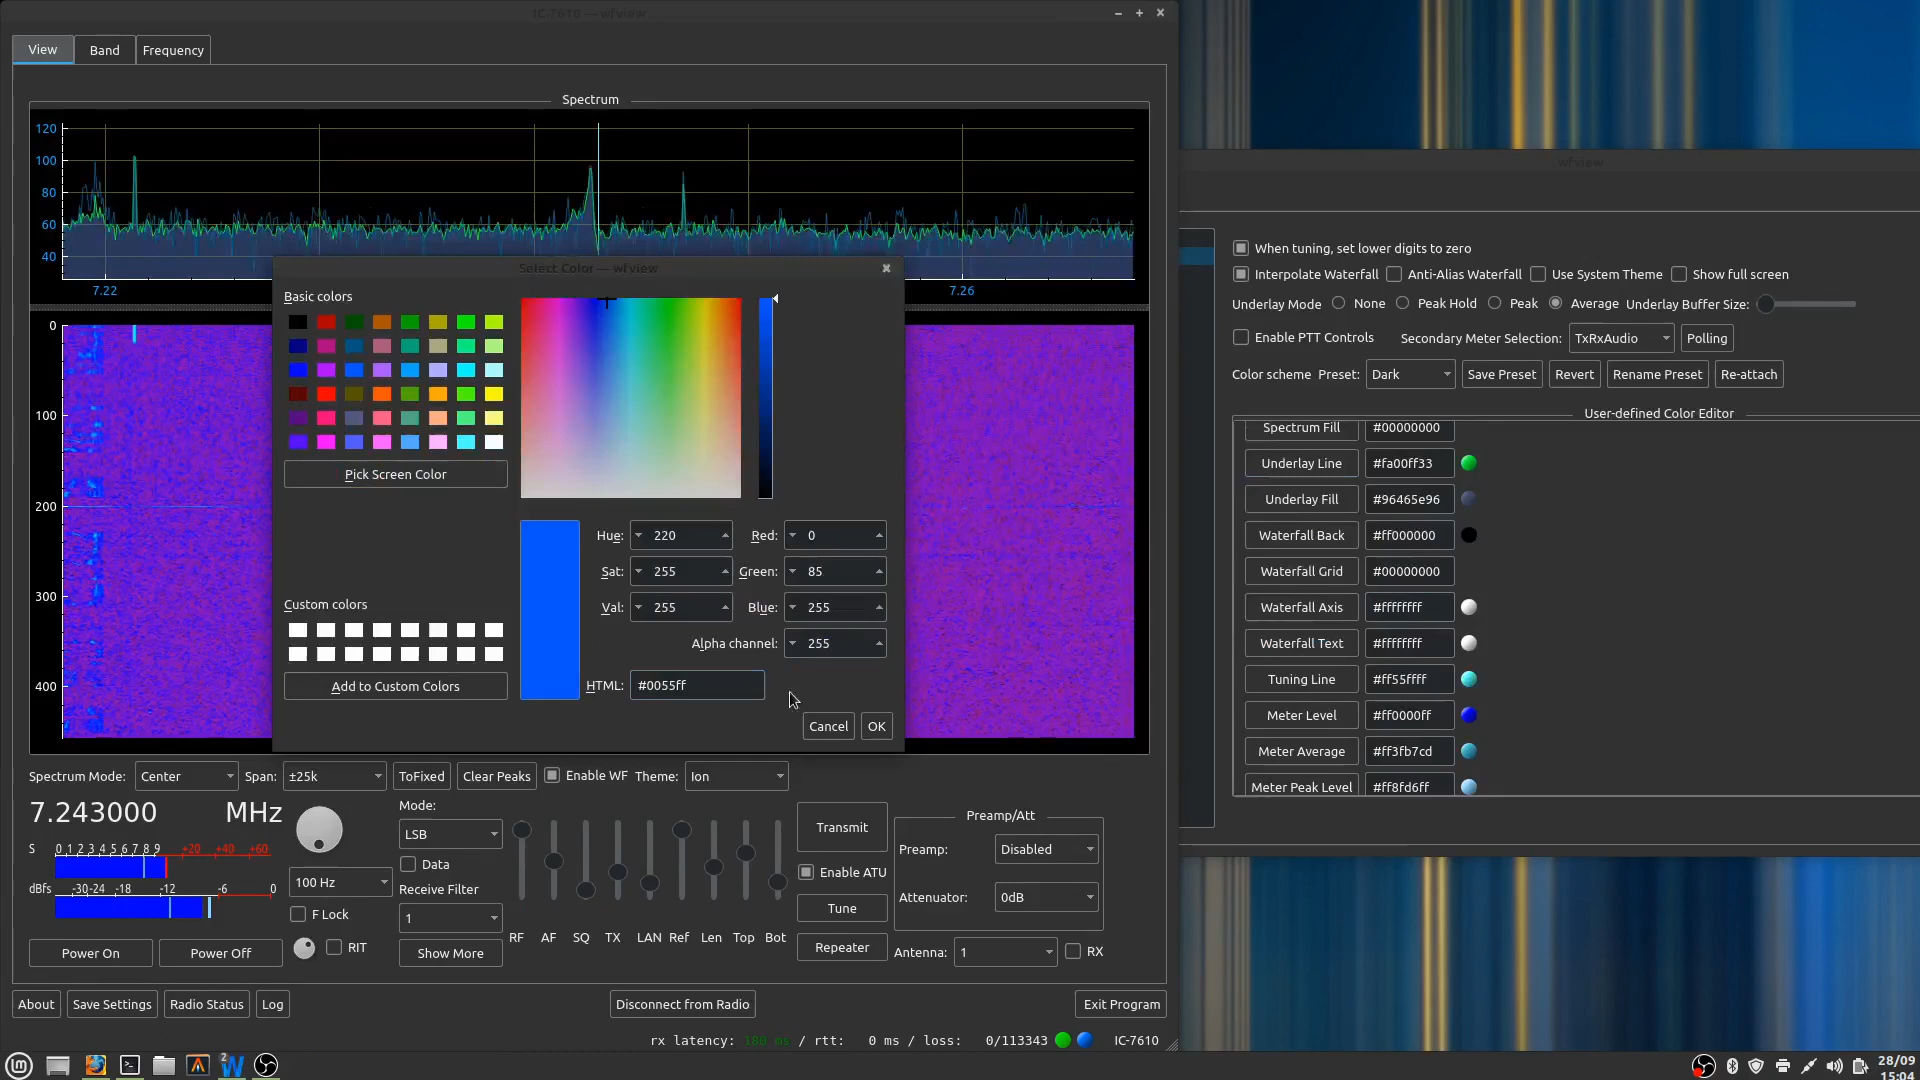 IC-7610 — wfview
View
Band
Frequency
Spectrum
120
100
80
60
40
7.22
7.26
0
100
200
300
400
Select Color — wfview
Basic colors
Pick Screen Color
Custom colors
Add to Custom Colors
Hue: 220
Red: 0
Sat: 255
Green: 85
Val: 255
Blue: 255
Alpha channel: 255
HTML: #0055ff
Cancel
OK
wfview
When tuning, set lower digits to zero
Interpolate Waterfall
Anti-Alias Waterfall
Use System Theme
Show full screen
Underlay Mode
None
Peak Hold
Peak
Average
Underlay Buffer Size:
Enable PTT Controls
Secondary Meter Selection:
TxRxAudio
Polling
Color scheme
Preset:
Dark
Save Preset
Revert
Rename Preset
Re-attach
User-defined Color Editor
Spectrum Fill #00000000
Underlay Line #fa00ff33
Underlay Fill #96465e96
Waterfall Back #ff000000
Waterfall Grid #00000000
Waterfall Axis #ffffffff
Waterfall Text #ffffffff
Tuning Line #ff55ffff
Meter Level #ff0000ff
Meter Average #ff3fb7cd
Meter Peak Level #ff8fd6ff
Spectrum Mode: Center
Span: ±25k
ToFixed
Clear Peaks
Enable WF
Theme: Ion
7.243000 MHz
S 0 1 2 3 4 5 6 7 8 9 +20 +40 +60
dBfs -30 -24 -18 -12 -6 0
100 Hz
F Lock
RIT
Power On
Power Off
Mode:
LSB
Data
Receive Filter
1
Show More
RF AF SQ TX LAN Ref Len Top Bot
Transmit
Enable ATU
Tune
Repeater
Preamp/Att
Preamp: Disabled
Attenuator: 0dB
Antenna: 1
RX
About
Save Settings
Radio Status
Log
Disconnect from Radio
Exit Program
rx latency: 180 ms / rtt: 0 ms / loss: 0/113343
IC-7610
2
28/09
15:04